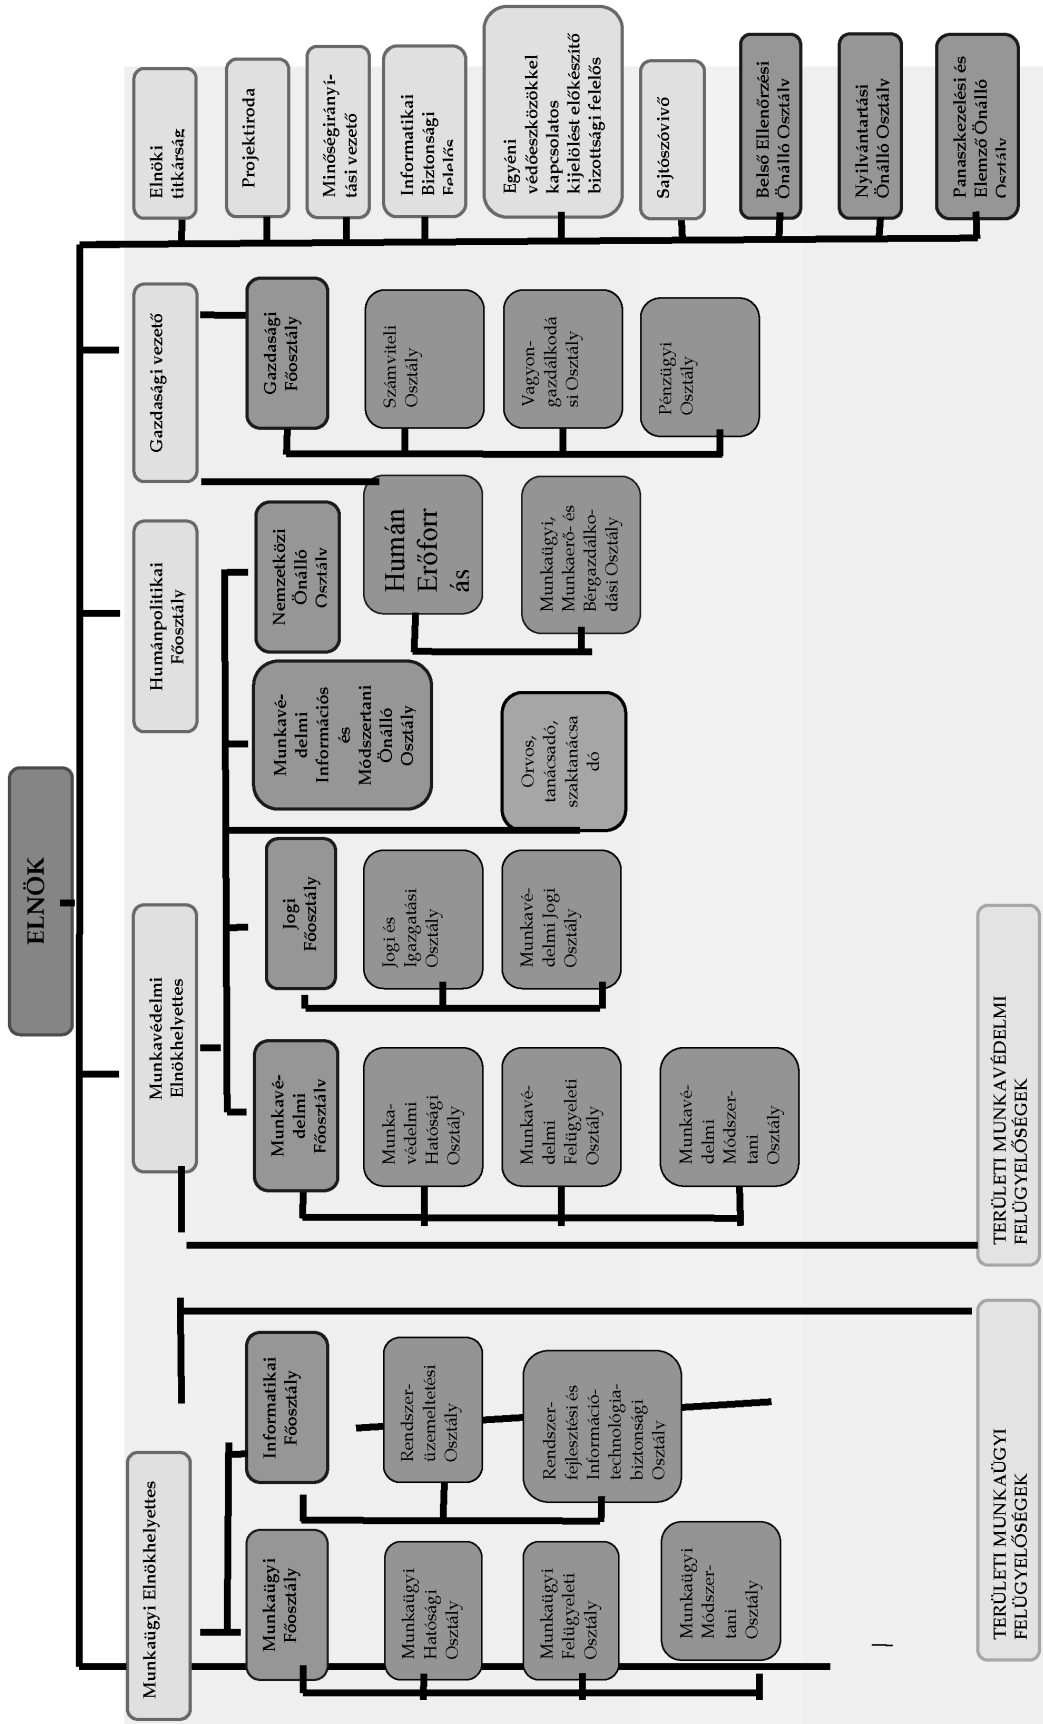 ELNÖK
Munkaügyi Elnökhelyettes
Munkavédelmi
Elnökhelyettes
Humánpolitikai
Főosztály
Gazdasági vezető
Elnöki
titkárság
Projektiroda
Minőségirányí-
tási vezető
Informatikai
Biztonsági
Felelős
Egyéni
védőeszközökkel
kapcsolatos
kijelölést előkészítő
bizottsági felelős
Sajtószóvivő
Belső Ellenőrzési
Önálló Osztály
Nyilvántartási
Önálló Osztály
Panaszkezelési és
Elemző Önálló
Osztály
Munkaügyi
Főosztály
Informatikai
Főosztály
Munkavé-
delmi
Főosztály
Jogi
Főosztály
Munkavé-
delmi
Információs
és
Módszertani
Önálló
Osztály
Nemzetközi
Önálló
Osztály
Gazdasági
Főosztály
Munkaügyi
Hatósági
Osztály
Rendszer-
üzemeltetési
Osztály
Munka-
védelmi
Hatósági
Osztály
Jogi és
Igazgatási
Osztály
Humán
Erőforr
ás
Számviteli
Osztály
Munkaügyi
Felügyeleti
Osztály
Rendszer-
fejlesztési és
Információ-
technológia-
biztonsági
Osztály
Munkavé-
delmi
Felügyeleti
Osztály
Munkavé-
delmi Jogi
Osztály
Orvos,
tanácsadó,
szaktanácsa
dó
Munkaügyi,
Munkaerő- és
Bérgazdálko-
dási Osztály
Vagyon-
gazdálkodá
si Osztály
Munkaügyi
Módszer-
tani
Osztály
Munkavé-
delmi
Módszer-
tani
Osztály
Pénzügyi
Osztály
TERÜLETI MUNKAÜGYI
FELÜGYELŐSÉGEK
TERÜLETI MUNKAVÉDELMI
FELÜGYELŐSÉGEK